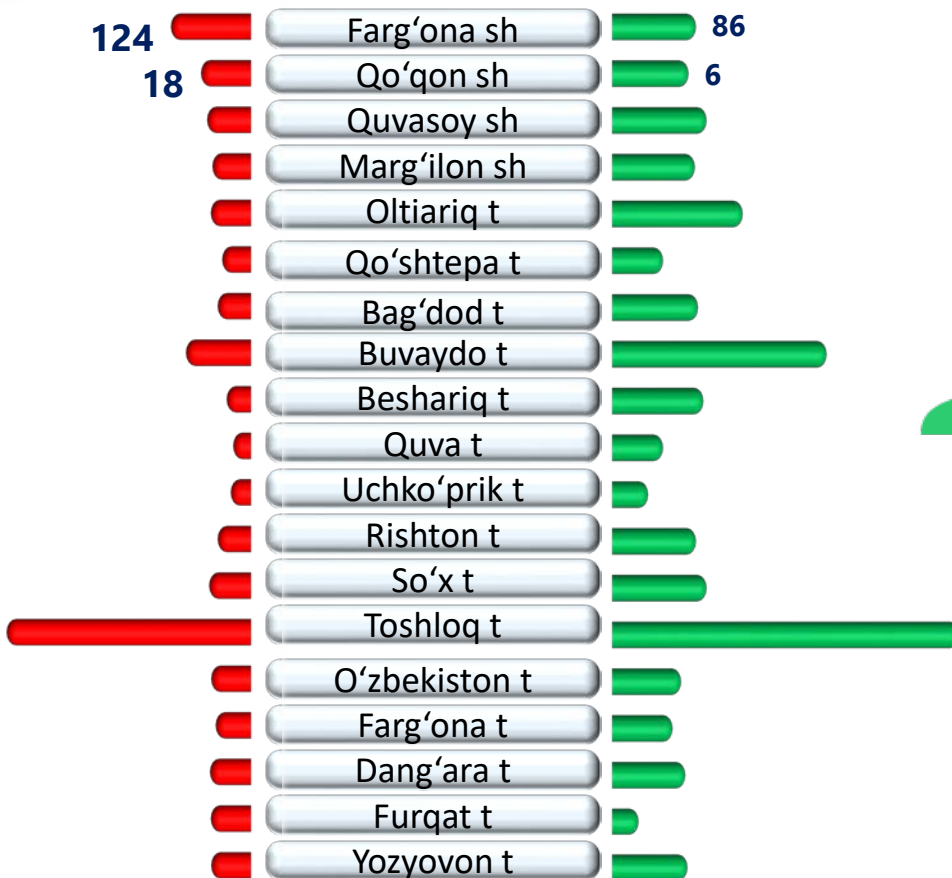 124 Farg‘ona sh 86
18 Qo‘qon sh 6
Quvasoy sh
Marg‘ilon sh
Oltiariq t
Qo‘shtepa t
Bag‘dod t
Buvaydo t
Beshariq t
Quva t
Uchko‘prik t
Rishton t
So‘x t
Toshloq t
O‘zbekiston t
Farg‘ona t
Dang‘ara t
Furqat t
Yozyovon t